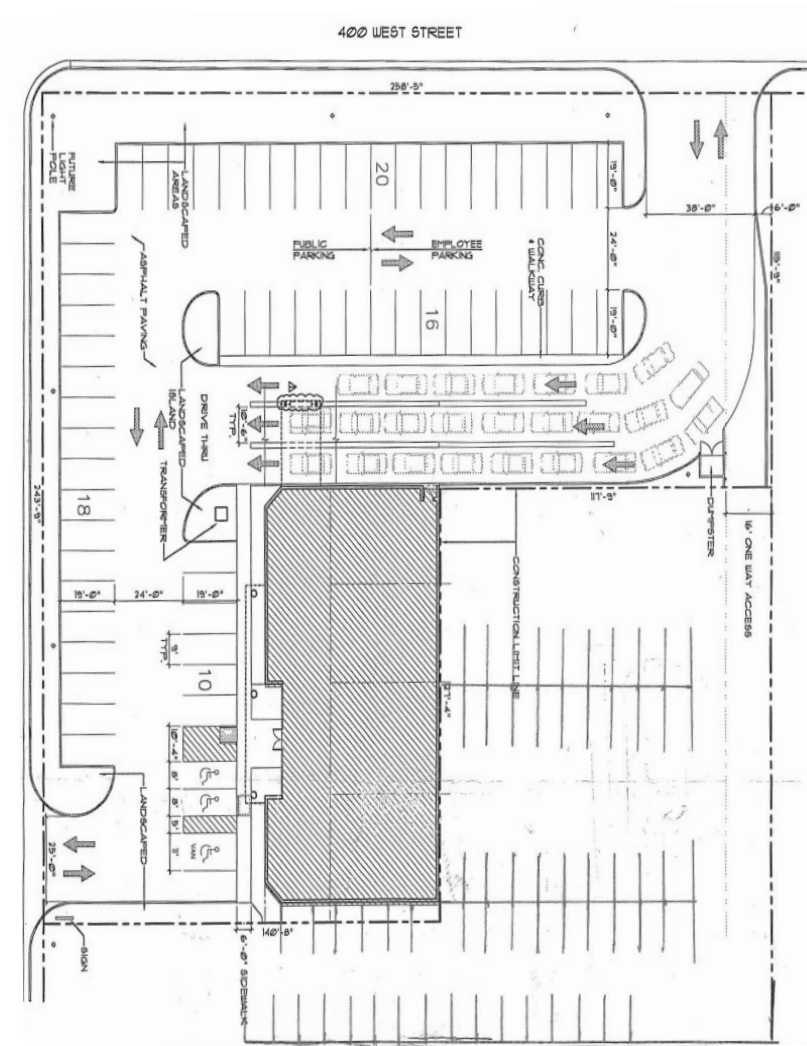 400 WEST STREET
258'-5"
FUTURE
LIGHT
POLE
LANDSCAPED
AREAS
20
19'-0"
38'-0"
6'-0"
PUBLIC
PARKING
EMPLOYEE
PARKING
24'-0"
CONC. CURB
& WALKWAY
ASPHALT PAVING
16
19'-0"
DRIVE THRU
LANDSCAPED
ISLAND
10'-6"
TYP.
TRANSFORMER
243'-9"
18
117'-9"
DUMPSTER
16' ONE WAY ACCESS
CONSTRUCTION LIMIT LINE
19'-0"
24'-0"
19'-0"
9'
TYP.
10
127'-4"
10'-4"
8'
8'
5'
11'
VAN
LANDSCAPED
25'-0"
SIGN
6'-0" SIDEWALK
140'-8"